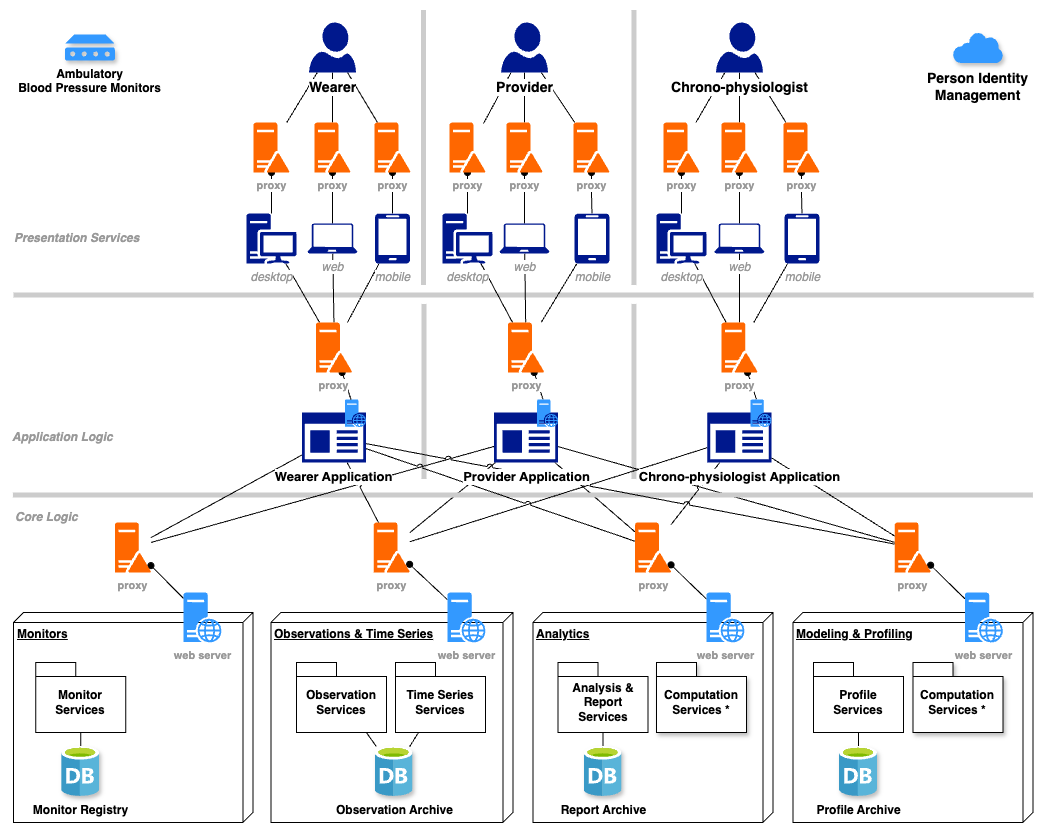 Ambulatory
Blood Pressure Monitors
Wearer
Provider
Chrono-physiologist
Person Identity
Management
proxy
proxy
proxy
proxy
proxy
proxy
proxy
proxy
proxy
Presentation Services
desktop
web
mobile
desktop
web
mobile
desktop
web
mobile
proxy
proxy
proxy
Application Logic
Wearer Application
Provider Application
Chrono-physiologist Application
Core Logic
proxy
proxy
proxy
proxy
Monitors
web server
Monitor
Services
DB
Monitor Registry
Observations & Time Series
web server
Observation
Services
Time Series
Services
DB
Observation Archive
Analytics
web server
Analysis &
Report
Services
Computation
Services *
DB
Report Archive
Modeling & Profiling
web server
Profile
Services
Computation
Services *
DB
Profile Archive